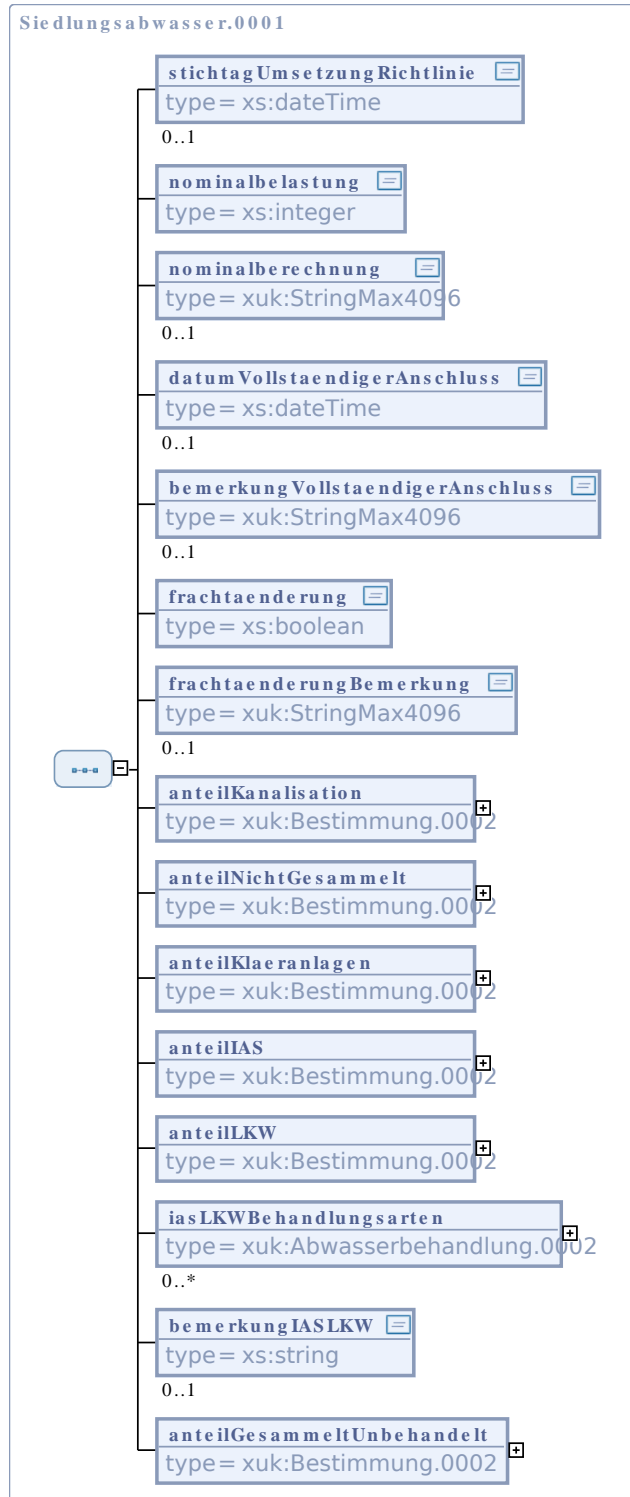 Siedlungsabwasser.0001
stichtagUmsetzungRichtlinie
type= xs:dateTime
0..1
nominalbelastung
type= xs:integer
nominalberechnung
type= xuk:StringMax4096
0..1
datumVollstaendigerAnschluss
type= xs:dateTime
0..1
bemerkungVollstaendigerAnschluss
type= xuk:StringMax4096
0..1
frachtaenderung
type= xs:boolean
frachtaenderungBemerkung
type= xuk:StringMax4096
0..1
anteilKanalisation
type= xuk:Bestimmung.0002
anteilNichtGesammelt
type= xuk:Bestimmung.0002
anteilKlaeranlagen
type= xuk:Bestimmung.0002
anteilIAS
type= xuk:Bestimmung.0002
anteilLKW
type= xuk:Bestimmung.0002
iasLKWBehandlungsarten
type= xuk:Abwasserbehandlung.0002
0..*
bemerkungIASLKW
type= xs:string
0..1
anteilGesammeltUnbehandelt
type= xuk:Bestimmung.0002